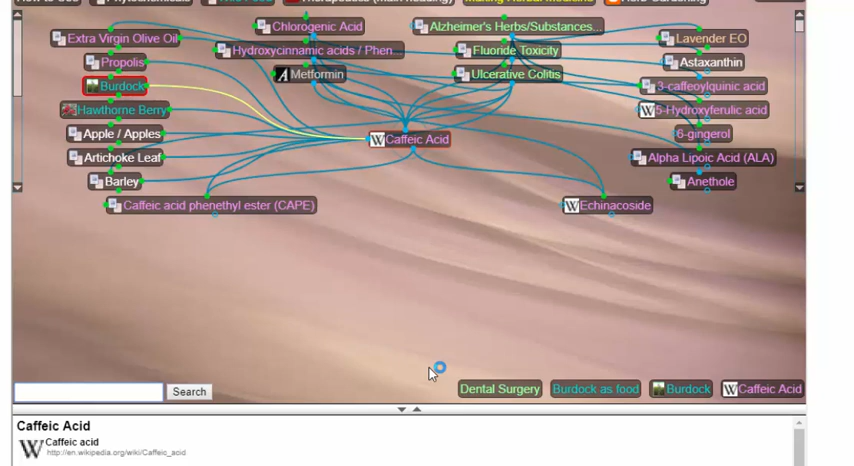 Chlorogenic Acid
Alzheimer's Herbs/Substances...
Extra Virgin Olive Oil
Lavender EO
Hydroxycinnamic acids / Phen
Fluoride Toxicity
Propolis
Astaxanthin
Metformin
Ulcerative Colitis
Burdock
3-caffeoylquinic acid
Hawthorne Berry
5-Hydroxyferulic acid
Apple / Apples
Caffeic Acid
6-gingerol
Artichoke Leaf
Alpha Lipoic Acid (ALA)
Barley
Anethole
Caffeic acid phenethyl ester (CAPE)
Echinacoside
Search
Dental Surgery
Burdock as food
Burdock
Caffeic Acid
Caffeic Acid
Caffeic acid
http://en.wikipedia.org/wiki/Caffeic_acid